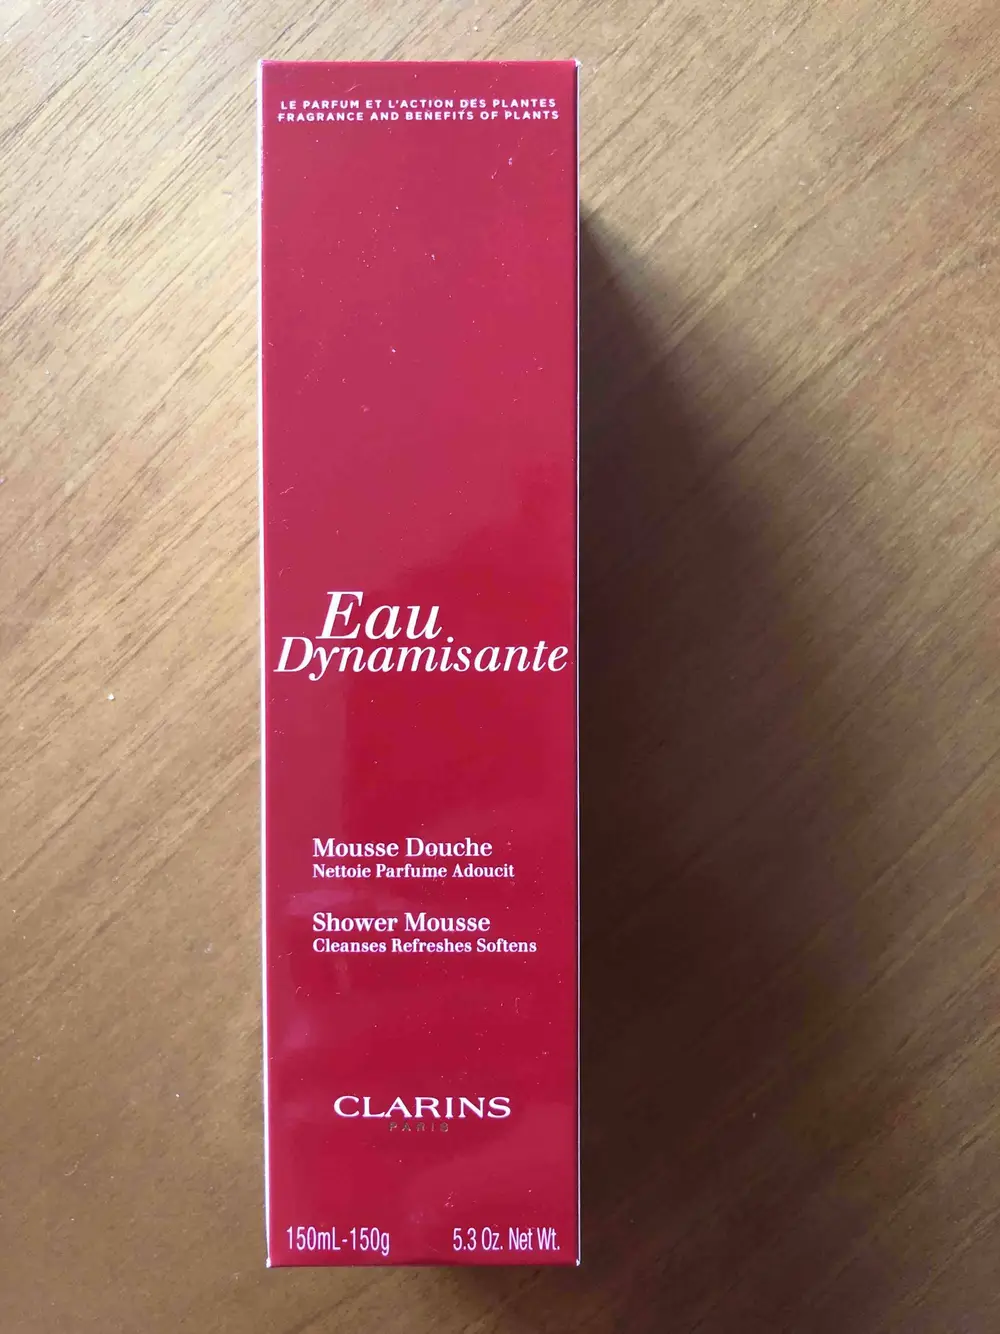 LE PARFUM ET L'ACTION DES PLANTES
FRAGRANCE AND BENEFITS OF PLANTS
Eau
Dynamisante
Mousse Douche
Nettoie Parfume Adoucit
Shower Mousse
Cleanses Refreshes Softens
CLARINS
PARIS
150mL-150g 5.3 Oz. Net Wt.